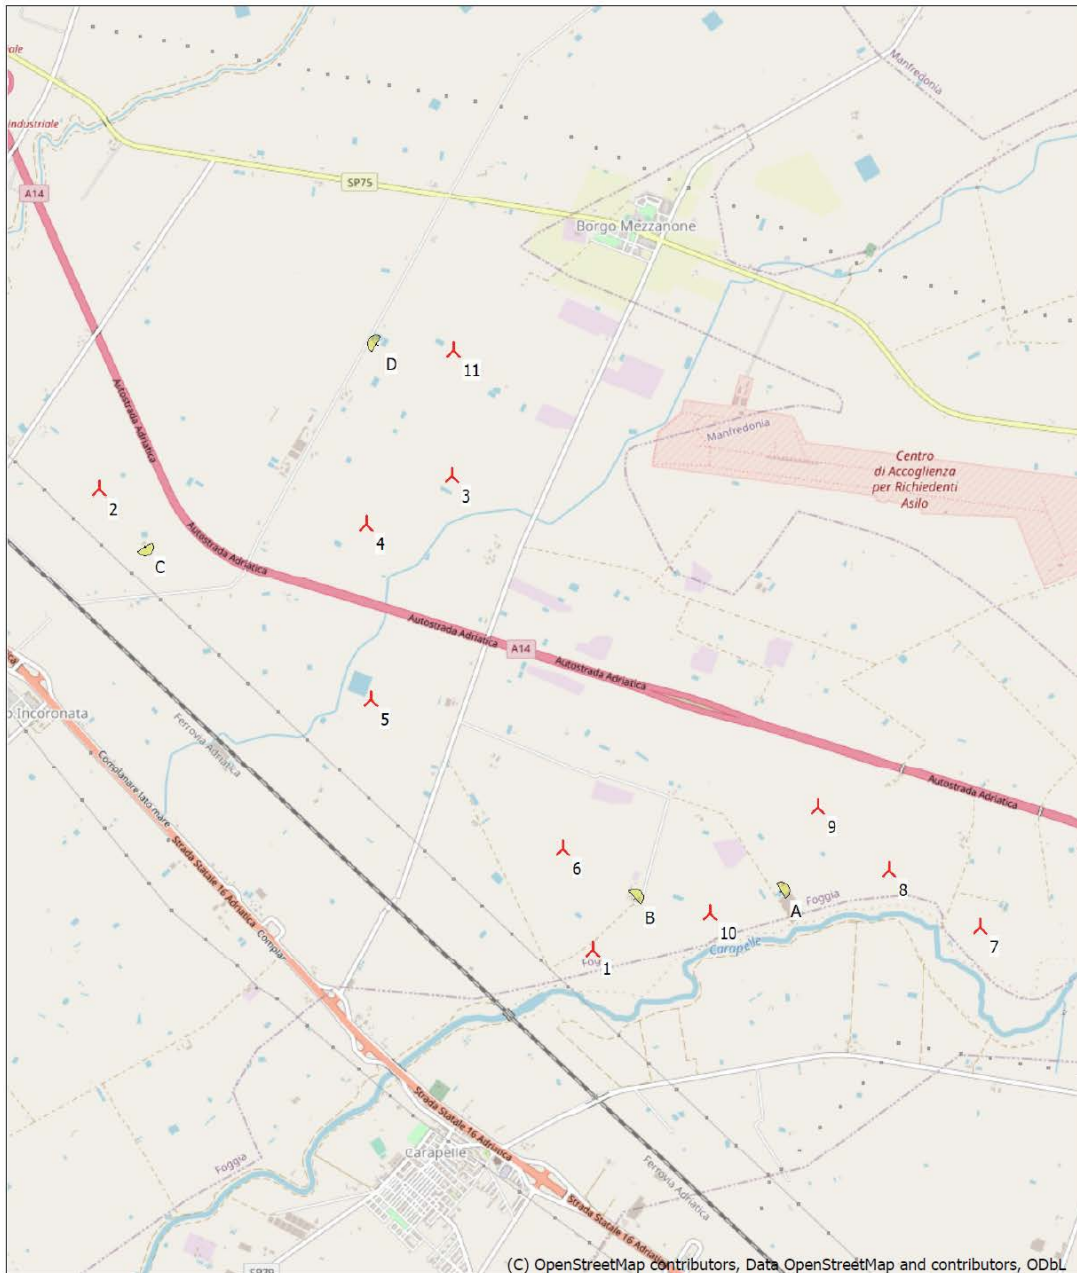 industriale
A14
SP75
Manfredonia
Borgo Mezzanone
D
11
Autostrada Adriatica
Manfredonia
Centro
di Accoglienza
per Richiedenti
Asilo
2
3
4
C
Autostrada Adriatica
Autostrada Adriatica
A14
Autostrada Adriatica
5
Incoronata
Ferrovia Adriatica
Complanare lato mare
Autostrada Adriatica
9
Strada Statale 16 Adriatica
6
8
Foggia
A
B
10
7
Carapelle
1
Strada Statale 16 Adriatica
Carapelle
Foggia
Ferrovia Adriatica
(C) OpenStreetMap contributors, Data OpenStreetMap and contributors, ODbL